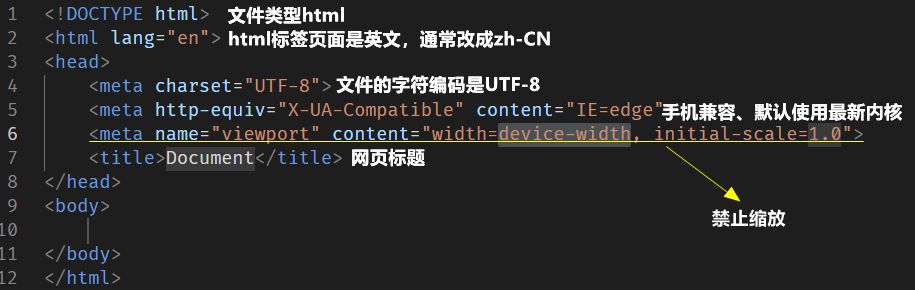 1 <!DOCTYPE html> 文件类型html
2 <html lang="en"> html标签页面是英文，通常改成zh-CN
3 <head>
4 <meta charset="UTF-8"> 文件的字符编码是UTF-8
5 <meta http-equiv="X-UA-Compatible" content="IE=edge" 手机兼容、默认使用最新内核
6 <meta name="viewport" content="width=device-width, initial-scale=1.0">
7 <title>Document</title> 网页标题
8 </head>
9 <body>
禁止缩放
10
11 </body>
12 </html>